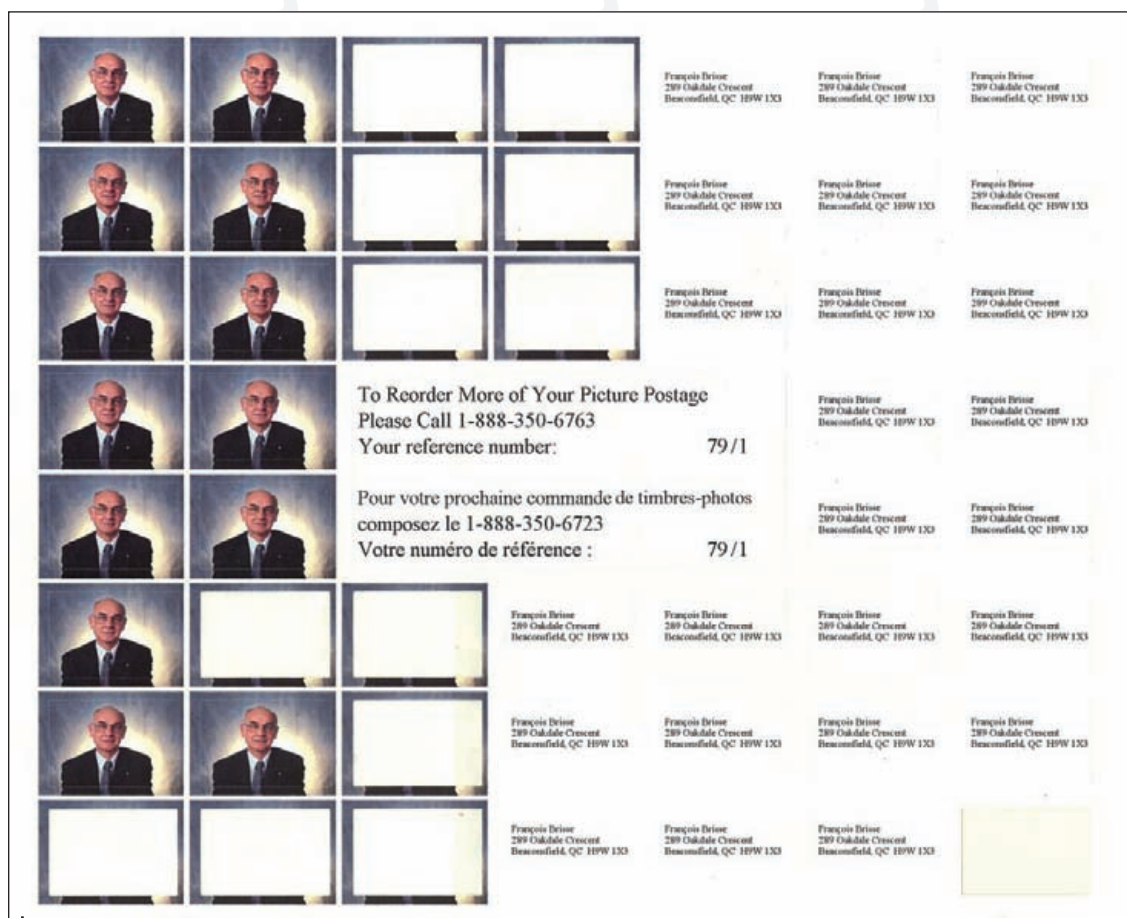 François Brisse
289 Oakdale Crescent
Beaconsfield, QC H9W 1X3
François Brisse
289 Oakdale Crescent
Beaconsfield, QC H9W 1X3
François Brisse
289 Oakdale Crescent
Beaconsfield, QC H9W 1X3
François Brisse
289 Oakdale Crescent
Beaconsfield, QC H9W 1X3
François Brisse
289 Oakdale Crescent
Beaconsfield, QC H9W 1X3
François Brisse
289 Oakdale Crescent
Beaconsfield, QC H9W 1X3
François Brisse
289 Oakdale Crescent
Beaconsfield, QC H9W 1X3
François Brisse
289 Oakdale Crescent
Beaconsfield, QC H9W 1X3
François Brisse
289 Oakdale Crescent
Beaconsfield, QC H9W 1X3
To Reorder More of Your Picture Postage
Please Call 1-888-350-6763
Your reference number: 79/1
Pour votre prochaine commande de timbres-photos
composez le 1-888-350-6723
Votre numéro de référence : 79/1
François Brisse
289 Oakdale Crescent
Beaconsfield, QC H9W 1X3
François Brisse
289 Oakdale Crescent
Beaconsfield, QC H9W 1X3
François Brisse
289 Oakdale Crescent
Beaconsfield, QC H9W 1X3
François Brisse
289 Oakdale Crescent
Beaconsfield, QC H9W 1X3
François Brisse
289 Oakdale Crescent
Beaconsfield, QC H9W 1X3
François Brisse
289 Oakdale Crescent
Beaconsfield, QC H9W 1X3
François Brisse
289 Oakdale Crescent
Beaconsfield, QC H9W 1X3
François Brisse
289 Oakdale Crescent
Beaconsfield, QC H9W 1X3
François Brisse
289 Oakdale Crescent
Beaconsfield, QC H9W 1X3
François Brisse
289 Oakdale Crescent
Beaconsfield, QC H9W 1X3
François Brisse
289 Oakdale Crescent
Beaconsfield, QC H9W 1X3
François Brisse
289 Oakdale Crescent
Beaconsfield, QC H9W 1X3
François Brisse
289 Oakdale Crescent
Beaconsfield, QC H9W 1X3
François Brisse
289 Oakdale Crescent
Beaconsfield, QC H9W 1X3
François Brisse
289 Oakdale Crescent
Beaconsfield, QC H9W 1X3